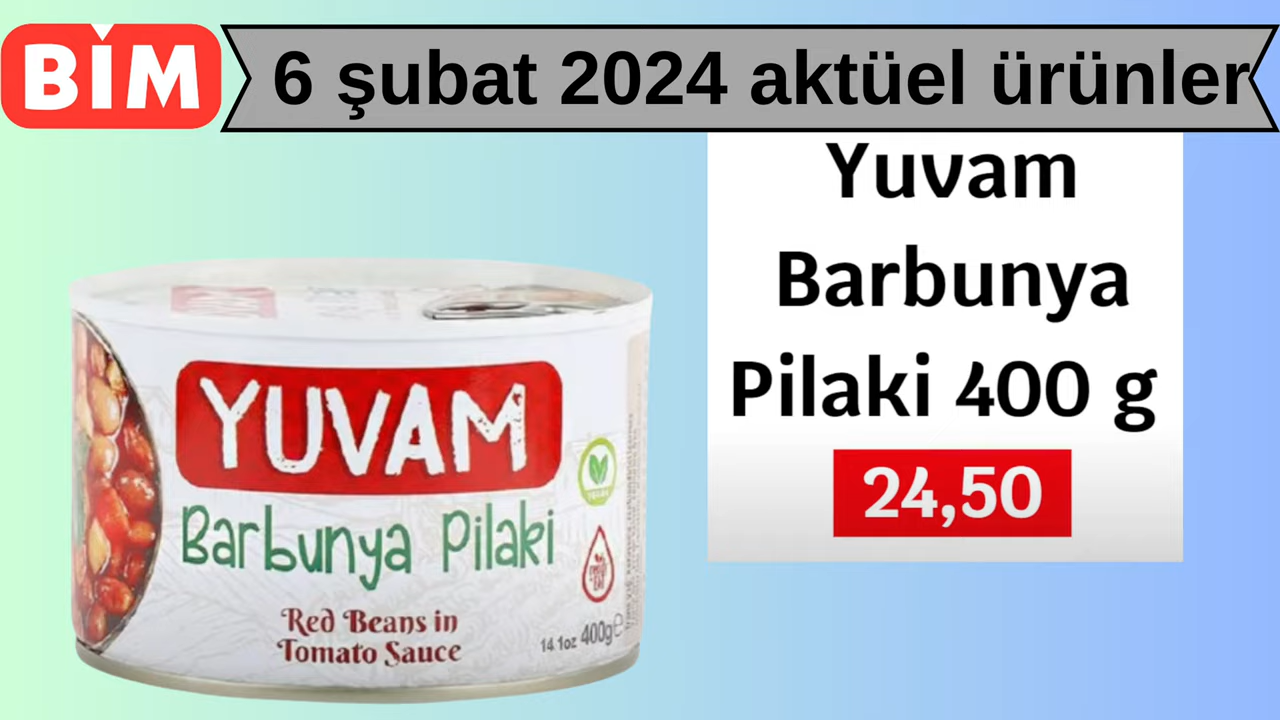 BİM
6 şubat 2024 aktüel ürünler
Yuvam
Barbunya
Pilaki 400 g
24,50
YUVAM
Barbunya Pilaki
VEGAN
Red Beans in
Tomato Sauce
14.1oz 400g℮